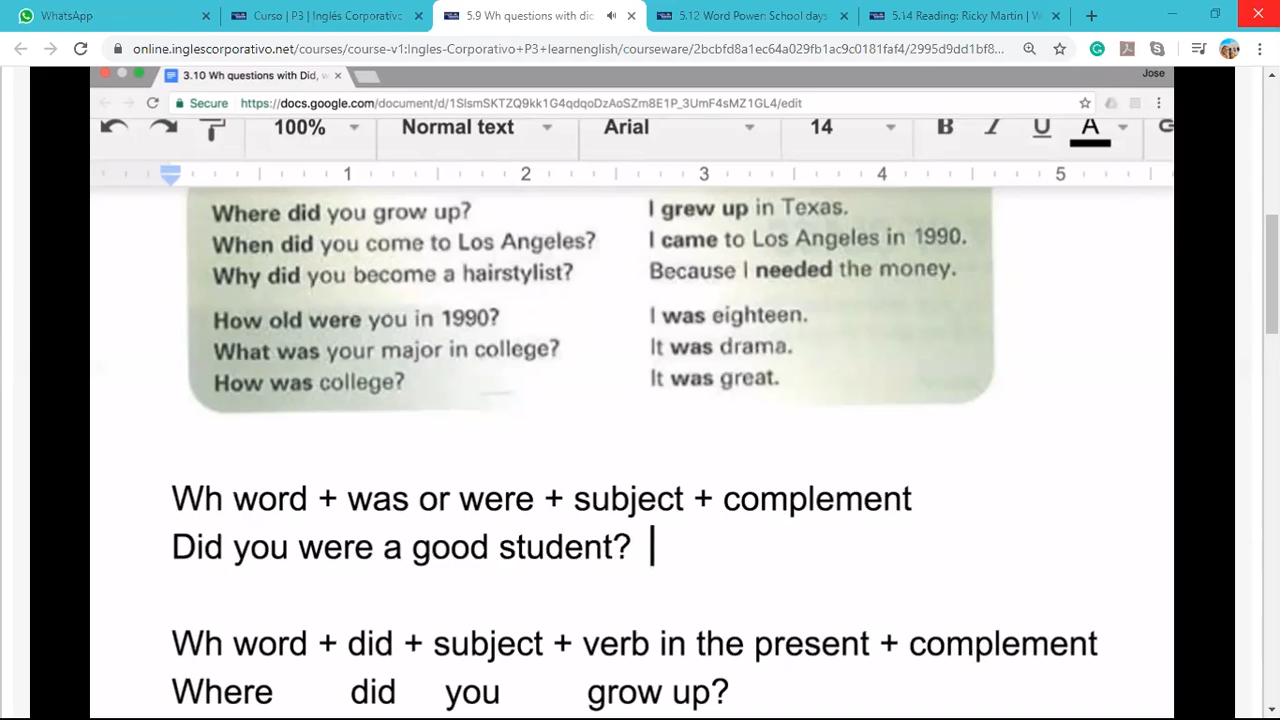 WhatsApp
Curso | P3 | Inglés Corporativo
5.9 Wh questions with did
5.12 Word Power: School days
5.14 Reading: Ricky Martin | W
online.inglescorporativo.net/courses/course-v1:Ingles-Corporativo+P3+learnenglish/courseware/2bcbfd8a1ec64a029fb1ac9c0181faf4/2995d9dd1bf8...
3.10 Wh questions with Did, w
Jose
Secure https://docs.google.com/document/d/1SlsmSKTZQ9kk1G4qdqoDzAoSZm8E1P_3UmF4sMZ1GL4/edit
100% Normal text Arial 14 B I U A
1 2 3 4 5
Where did you grow up? I grew up in Texas.
When did you come to Los Angeles? I came to Los Angeles in 1990.
Why did you become a hairstylist? Because I needed the money.
How old were you in 1990? I was eighteen.
What was your major in college? It was drama.
How was college? It was great.
Wh word + was or were + subject + complement
Did you were a good student?
Wh word + did + subject + verb in the present + complement
Where did you grow up?